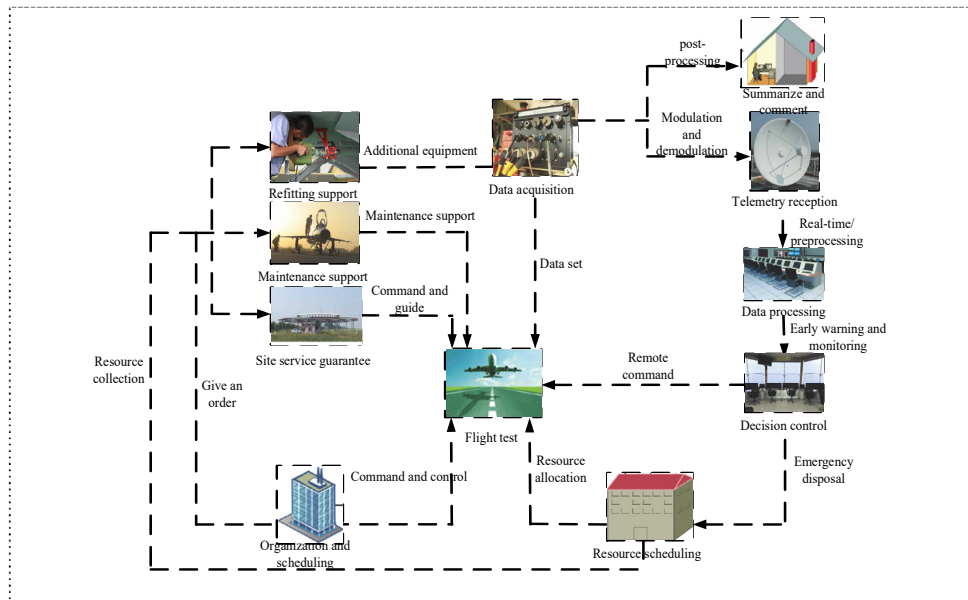 post-
processing
Summarize and
comment
Modulation and
demodulation
Additional equipment
Refitting support
Data acquisition
Telemetry reception
Maintenance support
Real-time/
preprocessing
Maintenance support
Data set
Command and
guide
Data processing
Early warning and
monitoring
Site service guarantee
Resource
collection
Give an
order
Remote
command
Decision control
Flight test
Command and control
Resource
allocation
Emergency
disposal
Organization and
scheduling
Resource scheduling